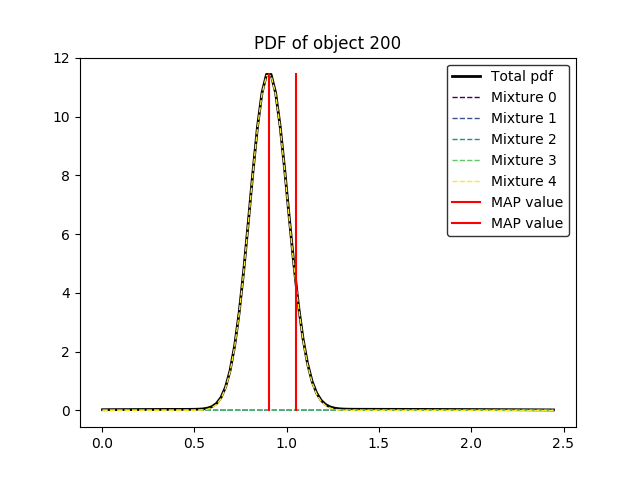 PDF of object 200
12
10
8
6
4
2
0
0.0 0.5 1.0 1.5 2.0 2.5
Total pdf
Mixture 0
Mixture 1
Mixture 2
Mixture 3
Mixture 4
MAP value
MAP value